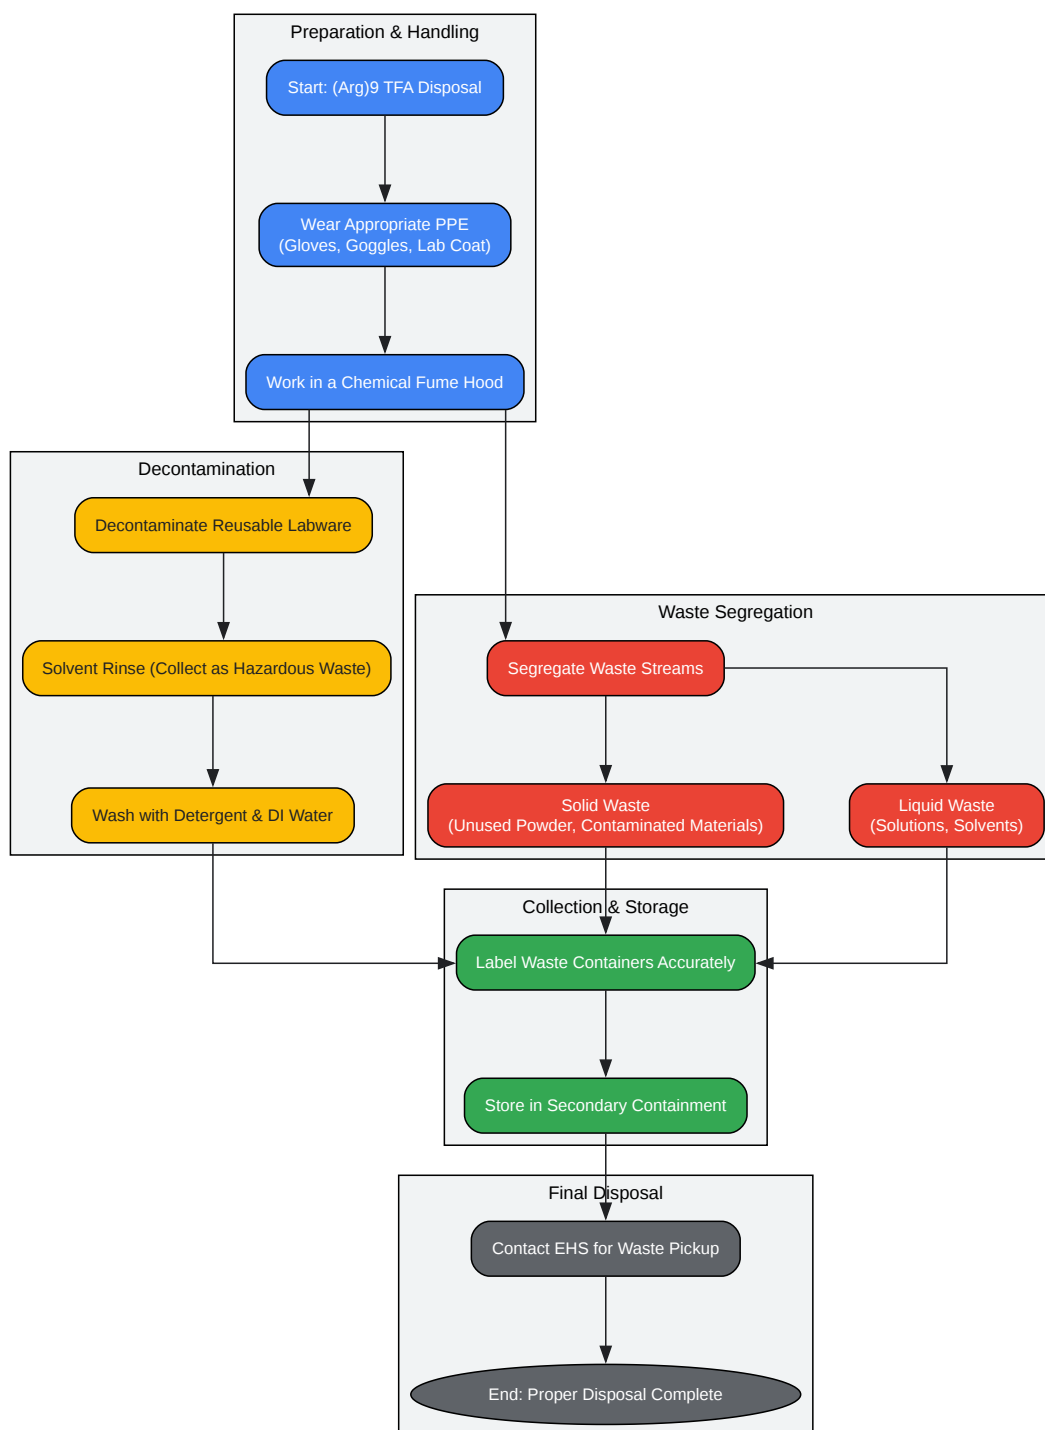 Preparation & Handling
Start: (Arg)9 TFA Disposal
Wear Appropriate PPE
(Gloves, Goggles, Lab Coat)
Work in a Chemical Fume Hood
Decontamination
Decontaminate Reusable Labware
Solvent Rinse (Collect as Hazardous Waste)
Wash with Detergent & DI Water
Waste Segregation
Segregate Waste Streams
Solid Waste
(Unused Powder, Contaminated Materials)
Liquid Waste
(Solutions, Solvents)
Collection & Storage
Label Waste Containers Accurately
Store in Secondary Containment
Final Disposal
Contact EHS for Waste Pickup
End: Proper Disposal Complete